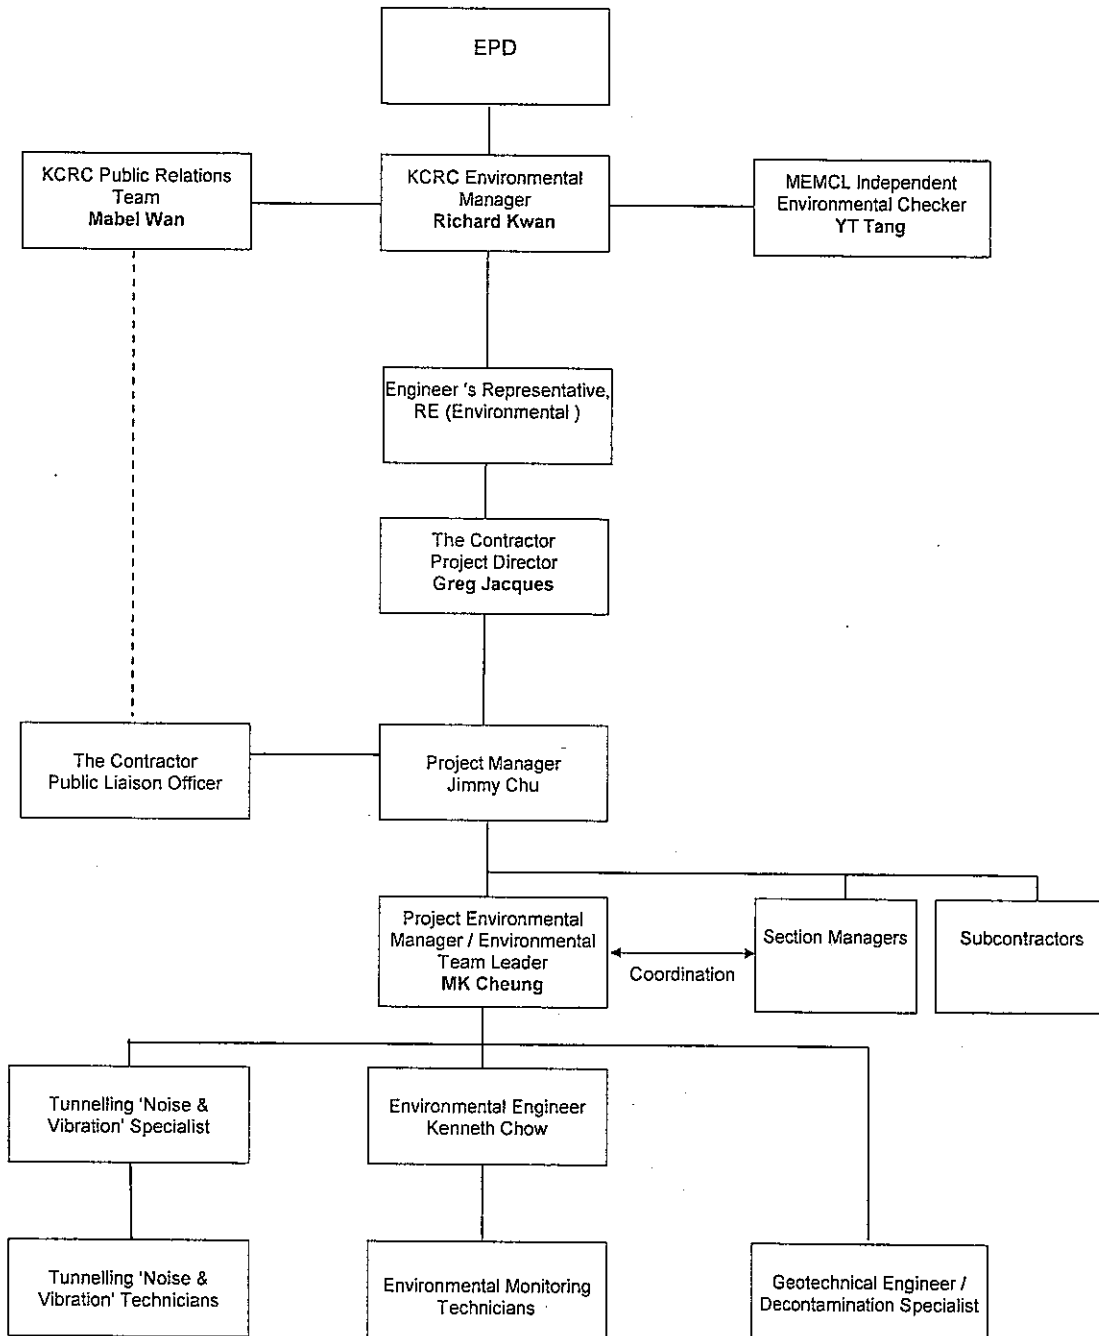 EPD
KCRC Public Relations
Team
Mabel Wan
KCRC Environmental
Manager
Richard Kwan
MEMCL Independent
Environmental Checker
YT Tang
Engineer 's Representative,
RE (Environmental )
The Contractor
Project Director
Greg Jacques
The Contractor
Public Liaison Officer
Project Manager
Jimmy Chu
Project Environmental
Manager / Environmental
Team Leader
MK Cheung
Coordination
Section Managers
Subcontractors
Tunnelling 'Noise &
Vibration' Specialist
Environmental Engineer
Kenneth Chow
Tunnelling 'Noise &
Vibration' Technicians
Environmental Monitoring
Technicians
Geotechnical Engineer /
Decontamination Specialist